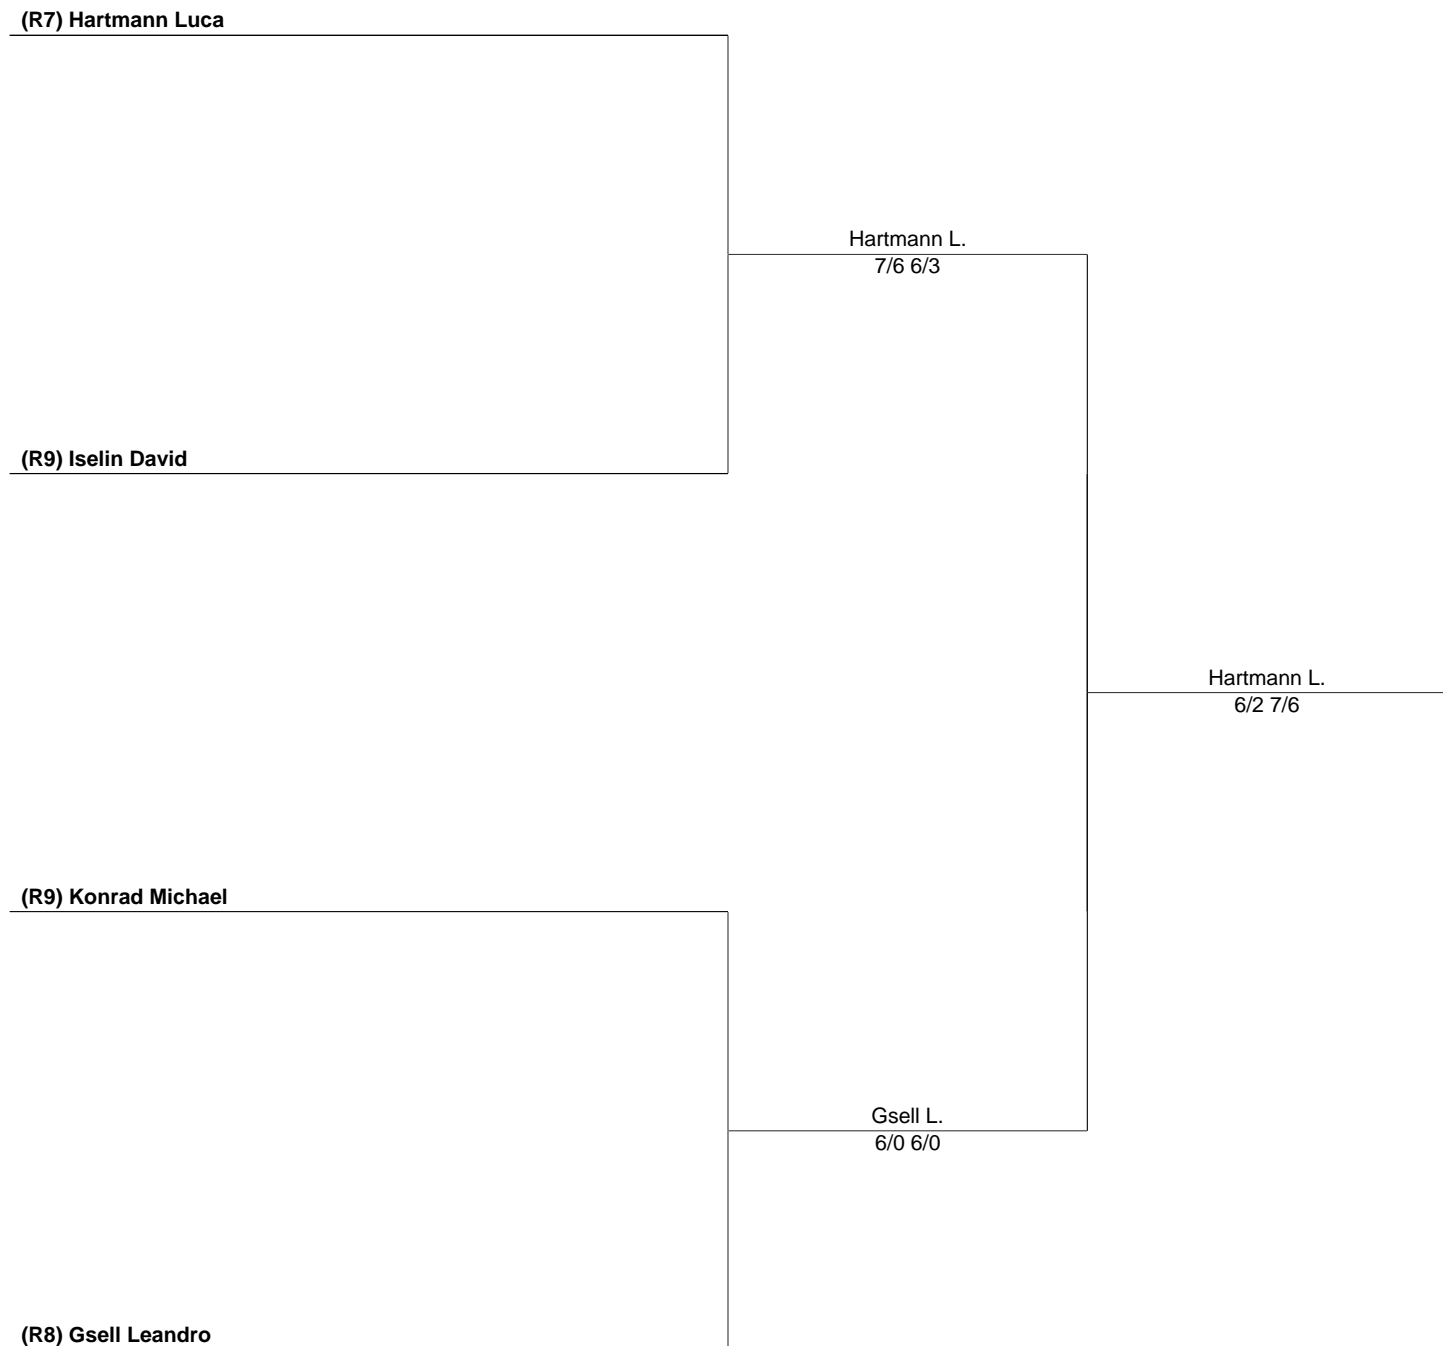 (R7) Hartmann Luca
Hartmann L.
7/6 6/3
(R9) Iselin David
Hartmann L.
6/2 7/6
(R9) Konrad Michael
Gsell L.
6/0 6/0
(R8) Gsell Leandro